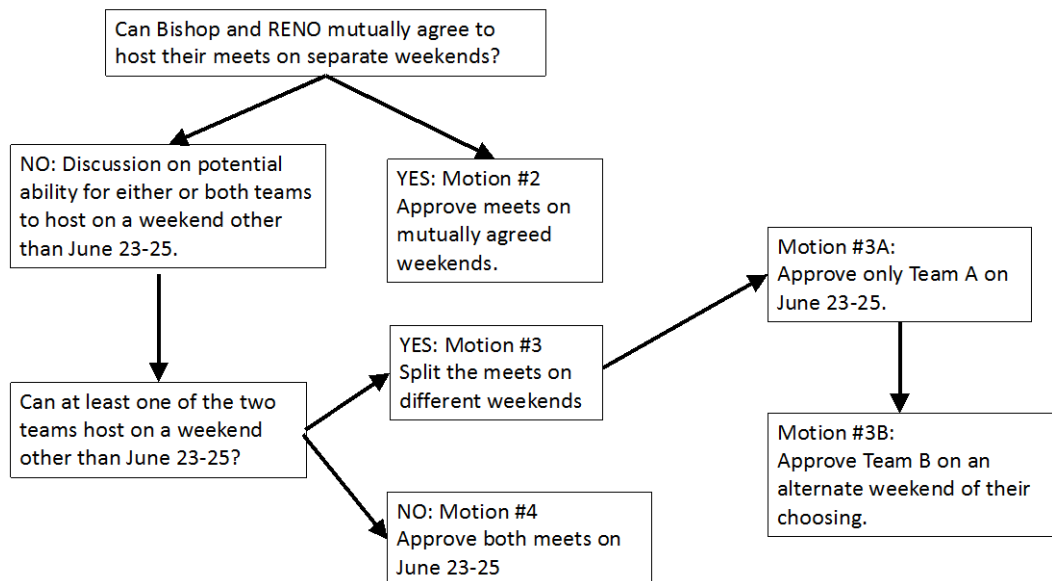 Can Bishop and RENO mutually agree to
host their meets on separate weekends?
NO: Discussion on potential
ability for either or both teams
to host on a weekend other
than June 23-25.
YES: Motion #2
Approve meets on
mutually agreed
weekends.
Can at least one of the two
teams host on a weekend
other than June 23-25?
YES: Motion #3
Split the meets on
different weekends
NO: Motion #4
Approve both meets on
June 23-25
Motion #3A:
Approve only Team A on
June 23-25.
Motion #3B:
Approve Team B on an
alternate weekend of their
choosing.